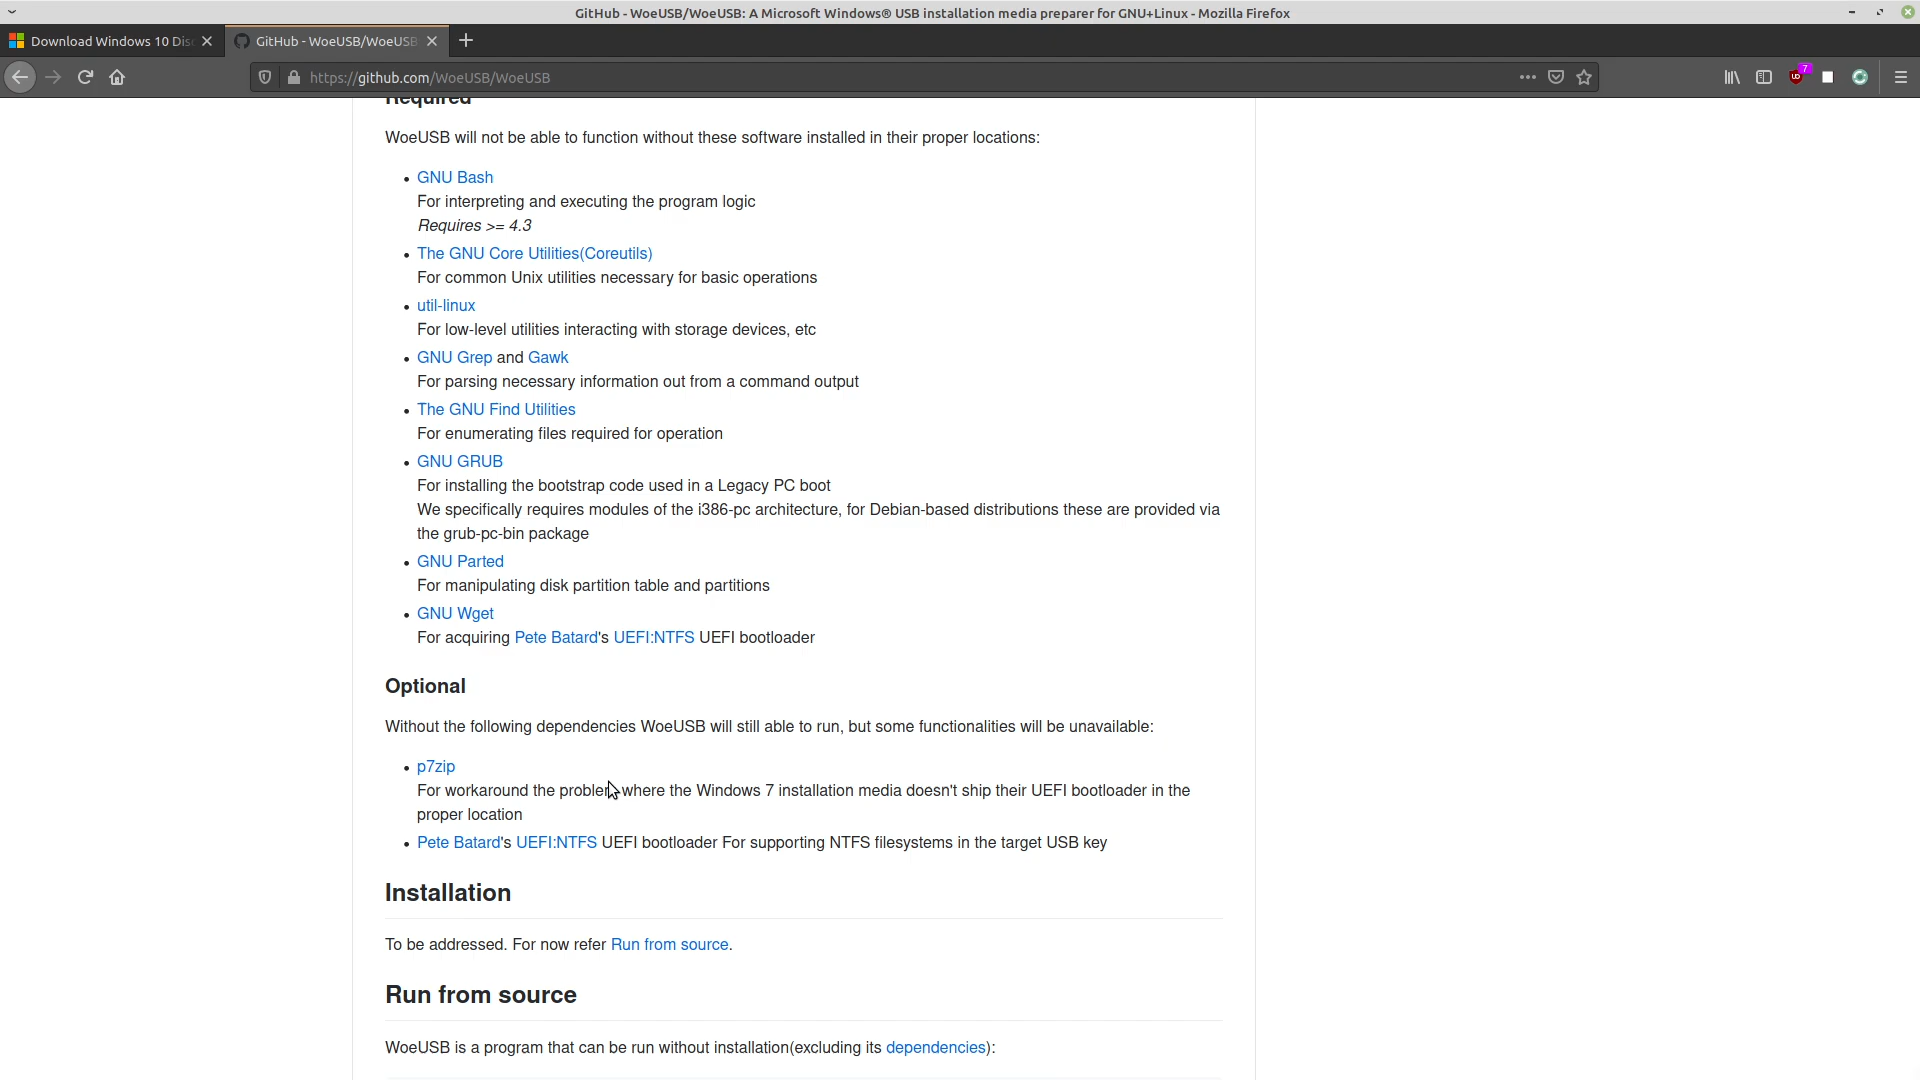 GitHub - WoeUSB/WoeUSB: A Microsoft Windows® USB installation media preparer for GNU+Linux - Mozilla Firefox
Download Windows 10 Dis
GitHub - WoeUSB/WoeUSB
https://github.com/WoeUSB/WoeUSB
7
Required
WoeUSB will not be able to function without these software installed in their proper locations:
• GNU Bash
For interpreting and executing the program logic
Requires >= 4.3
• The GNU Core Utilities(Coreutils)
For common Unix utilities necessary for basic operations
• util-linux
For low-level utilities interacting with storage devices, etc
• GNU Grep and Gawk
For parsing necessary information out from a command output
• The GNU Find Utilities
For enumerating files required for operation
• GNU GRUB
For installing the bootstrap code used in a Legacy PC boot
We specifically requires modules of the i386-pc architecture, for Debian-based distributions these are provided via
the grub-pc-bin package
• GNU Parted
For manipulating disk partition table and partitions
• GNU Wget
For acquiring Pete Batard's UEFI:NTFS UEFI bootloader
Optional
Without the following dependencies WoeUSB will still able to run, but some functionalities will be unavailable:
• p7zip
For workaround the problem where the Windows 7 installation media doesn't ship their UEFI bootloader in the
proper location
• Pete Batard's UEFI:NTFS UEFI bootloader For supporting NTFS filesystems in the target USB key
Installation
To be addressed. For now refer Run from source.
Run from source
WoeUSB is a program that can be run without installation(excluding its dependencies):